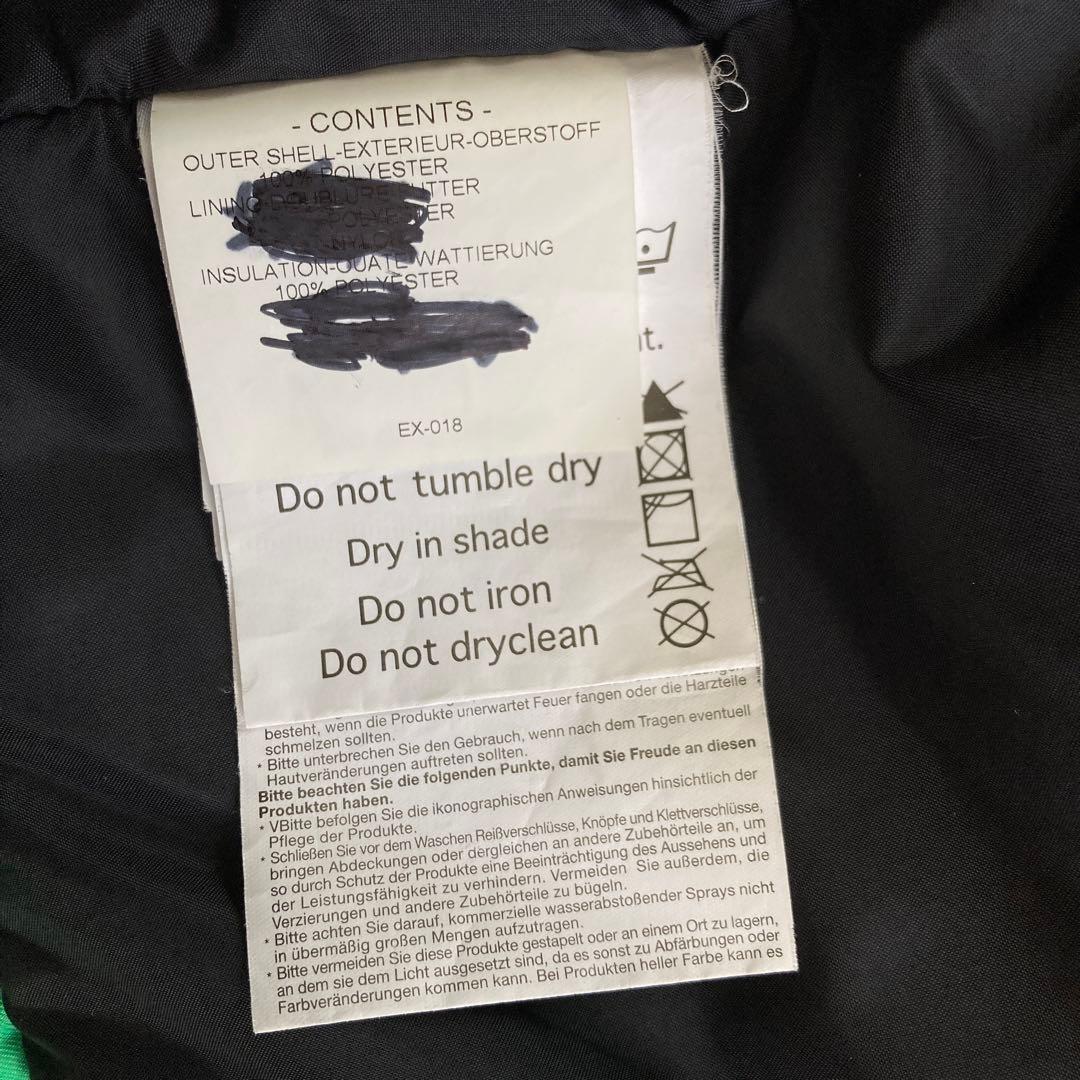 - CONTENTS -
OUTER SHELL-EXTERIEUR-OBERSTOFF
100% POLYESTER
LINING-DOUBLURE-FUTTER
POLYESTER
NYLON
INSULATION-OUATE-WATTIERUNG
100% POLYESTER
EX-018
t.
Do not tumble dry
Dry in shade
Do not iron
Do not dryclean
besteht, wenn die Produkte unerwartet Feuer fangen oder die Harzteile
schmelzen sollten.
* Bitte unterbrechen Sie den Gebrauch, wenn nach dem Tragen eventuell
Hautveränderungen auftreten sollten.
Bitte beachten Sie die folgenden Punkte, damit Sie Freude an diesen
Produkten haben.
* VBitte befolgen Sie die ikonographischen Anweisungen hinsichtlich der
Pflege der Produkte.
* Schließen Sie vor dem Waschen Reißverschlüsse, Knöpfe und Klettverschlüsse,
bringen Abdeckungen oder dergleichen an andere Zubehörteile an, um
so durch Schutz der Produkte eine Beeinträchtigung des Aussehens und
der Leistungsfähigkeit zu verhindern. Vermeiden Sie außerdem, die
Verzierungen und andere Zubehörteile zu bügeln.
* Bitte achten Sie darauf, kommerzielle wasserabstoßender Sprays nicht
in übermäßig großen Mengen aufzutragen.
* Bitte vermeiden Sie diese Produkte gestapelt oder an einem Ort zu lagern,
an dem sie dem Licht ausgesetzt sind, da es sonst zu Abfärbungen oder
Farbveränderungen kommen kann. Bei Produkten heller Farbe kann es